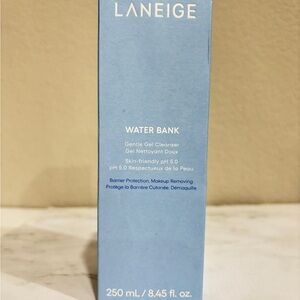 LANEIGE
WATER BANK
Gentle Gel Cleanser
Gel Nettoyant Doux
Skin-friendly pH 5.0
pH 5.0 Respectueux de la Peau
Barrier Protection, Makeup Removing
Protège la Barrière Cutanée, Démaquille
250 mL / 8.45 fl. oz.